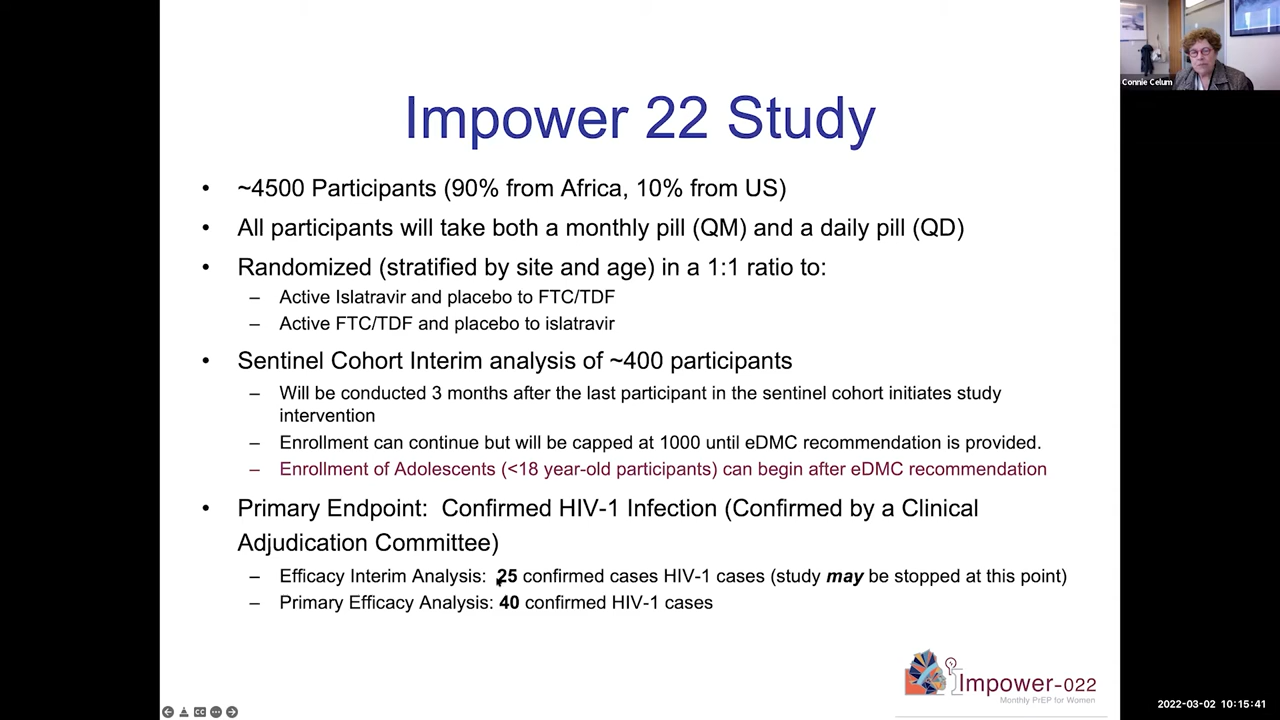 Impower 22 Study
• ~4500 Participants (90% from Africa, 10% from US)
• All participants will take both a monthly pill (QM) and a daily pill (QD)
• Randomized (stratified by site and age) in a 1:1 ratio to:
– Active Islatravir and placebo to FTC/TDF
– Active FTC/TDF and placebo to islatravir
• Sentinel Cohort Interim analysis of ~400 participants
– Will be conducted 3 months after the last participant in the sentinel cohort initiates study
intervention
– Enrollment can continue but will be capped at 1000 until eDMC recommendation is provided.
– Enrollment of Adolescents (<18 year-old participants) can begin after eDMC recommendation
• Primary Endpoint: Confirmed HIV-1 Infection (Confirmed by a Clinical
Adjudication Committee)
– Efficacy Interim Analysis: 25 confirmed cases HIV-1 cases (study may be stopped at this point)
– Primary Efficacy Analysis: 40 confirmed HIV-1 cases
Impower-022
Monthly PrEP for Women
CC
Connie Celum
2022-03-02 10:15:41